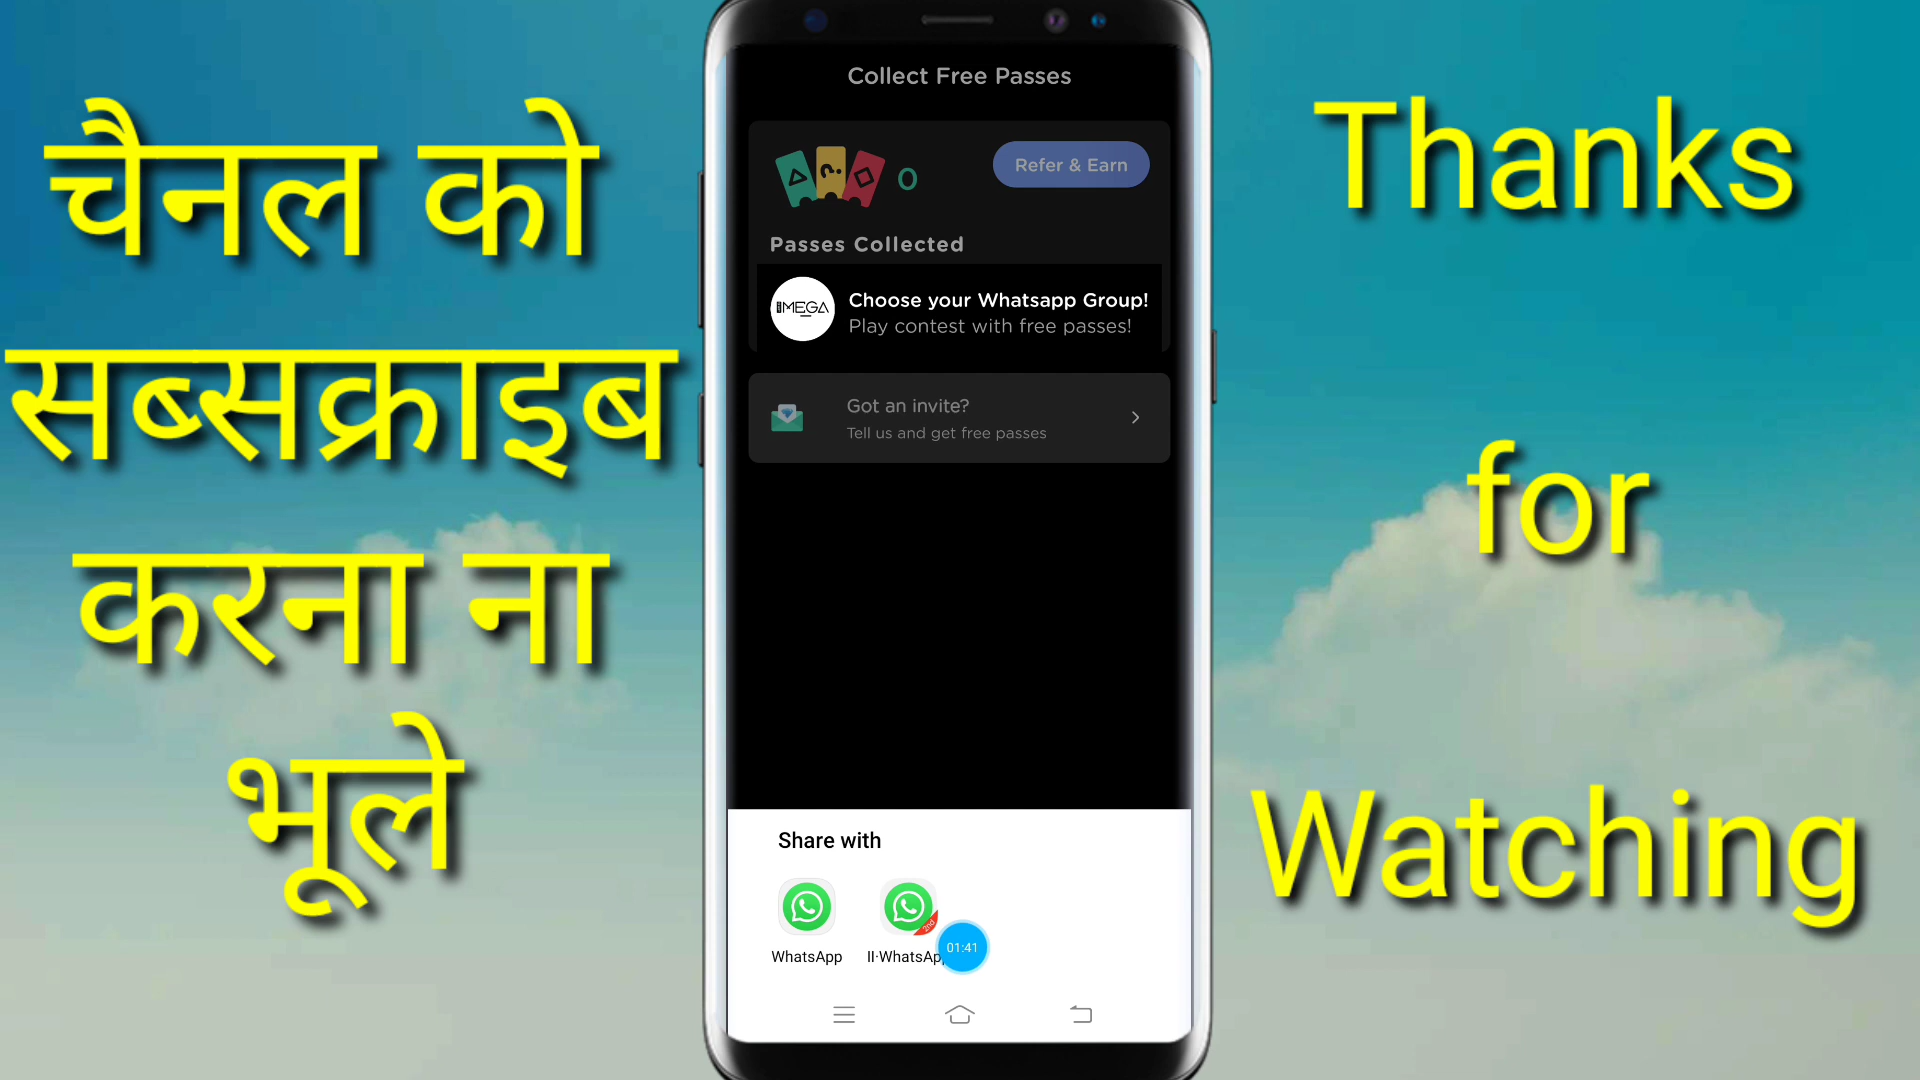 चैनल को
सब्सक्राइब
करना ना
भूले
Collect Free Passes
0
Refer & Earn
Passes Collected
MEGA
Choose your Whatsapp Group!
Play contest with free passes!
Got an invite?
Tell us and get free passes
Share with
2nd
WhatsApp
II·WhatsAp
01:41
Thanks
for
Watching